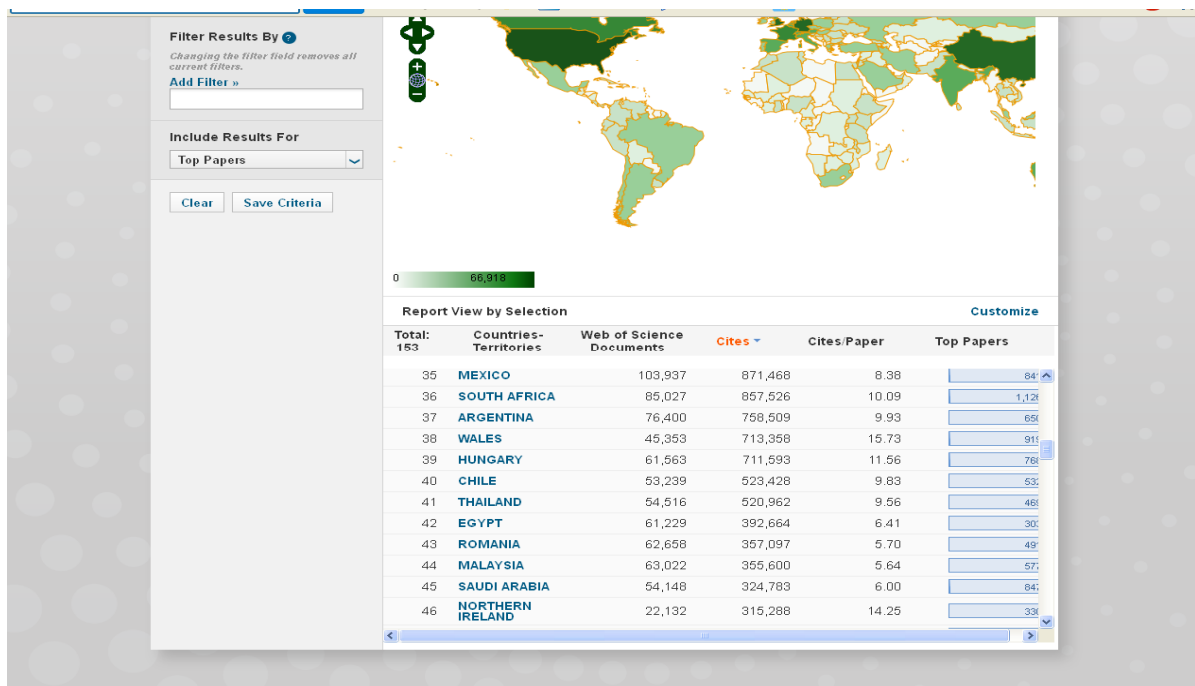 Filter Results By ?
Changing the filter field removes all
current filters.
Add Filter »
Include Results For
Top Papers
Clear Save Criteria
0 66,918
Report View by Selection Customize
Total: 153 Countries-Territories Web of Science Documents Cites Cites/Paper Top Papers
35 MEXICO 103,937 871,468 8.38
36 SOUTH AFRICA 85,027 857,526 10.09
37 ARGENTINA 76,400 758,509 9.93
38 WALES 45,353 713,358 15.73
39 HUNGARY 61,563 711,593 11.56
40 CHILE 53,239 523,428 9.83
41 THAILAND 54,516 520,962 9.56
42 EGYPT 61,229 392,664 6.41
43 ROMANIA 62,658 357,097 5.70
44 MALAYSIA 63,022 355,600 5.64
45 SAUDI ARABIA 54,148 324,783 6.00
46 NORTHERN IRELAND 22,132 315,288 14.25